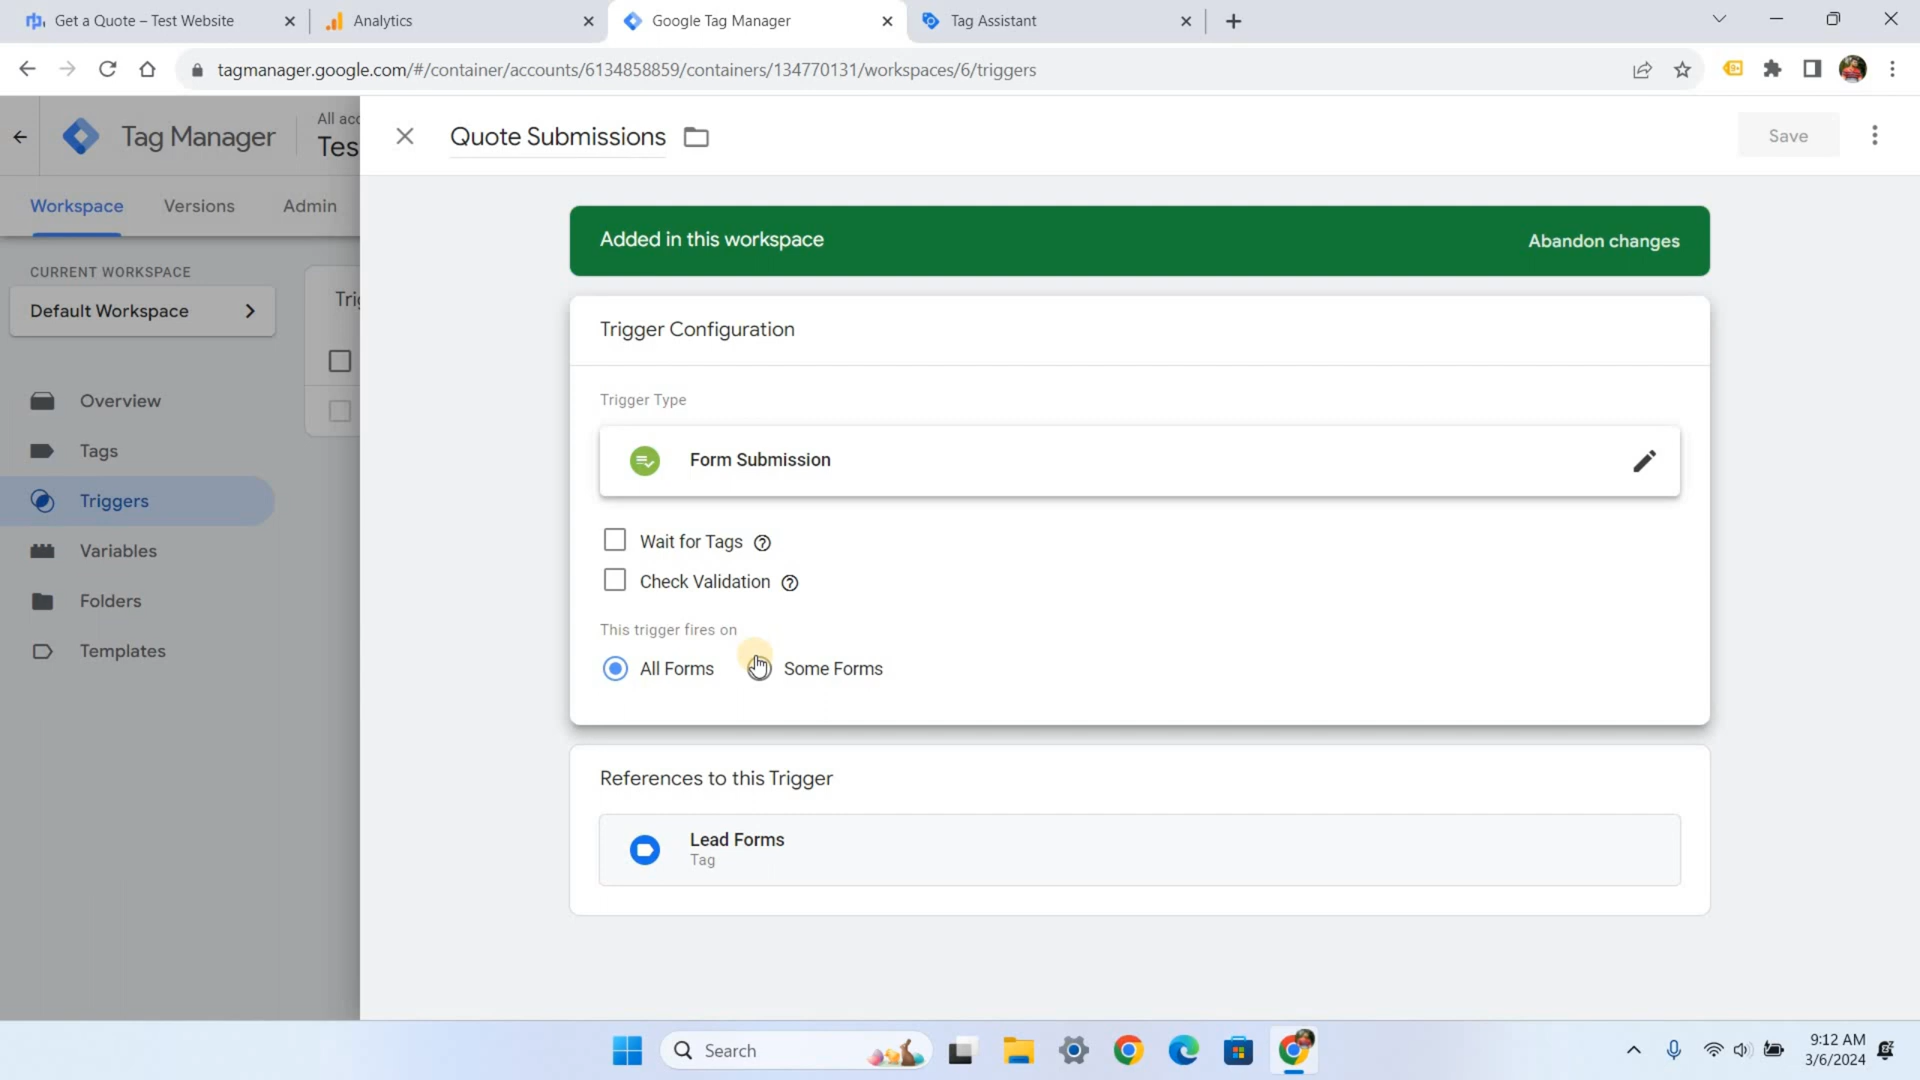 Get a Quote – Test Website
Analytics
Google Tag Manager
Tag Assistant
tagmanager.google.com/#/container/accounts/6134858859/containers/134770131/workspaces/6/triggers
Tag Manager
All acc
Tes
Quote Submissions
Save
Workspace
Versions
Admin
Added in this workspace
Abandon changes
CURRENT WORKSPACE
Default Workspace
Trig
Trigger Configuration
Overview
Tags
Triggers
Variables
Folders
Templates
Trigger Type
Form Submission
Wait for Tags
Check Validation
This trigger fires on
All Forms
Some Forms
References to this Trigger
Lead Forms
Tag
Search
9:12 AM
3/6/2024